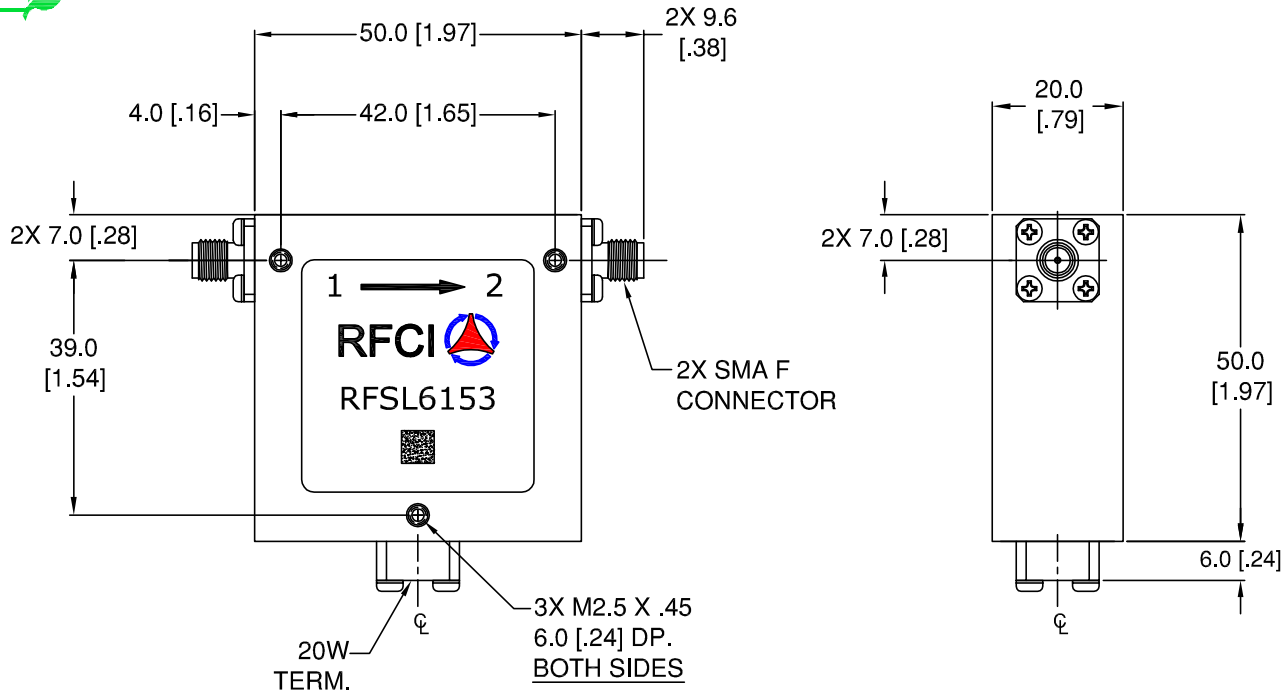 50.0 [1.97]
2X 9.6
[.38]
4.0 [.16]
42.0 [1.65]
2X 7.0 [.28]
39.0
[1.54]
1 2
RFCI
RFSL6153
2X SMA F
CONNECTOR
3X M2.5 X .45
6.0 [.24] DP.
BOTH SIDES
20W
TERM.
℄
20.0
[.79]
2X 7.0 [.28]
50.0
[1.97]
6.0 [.24]
℄